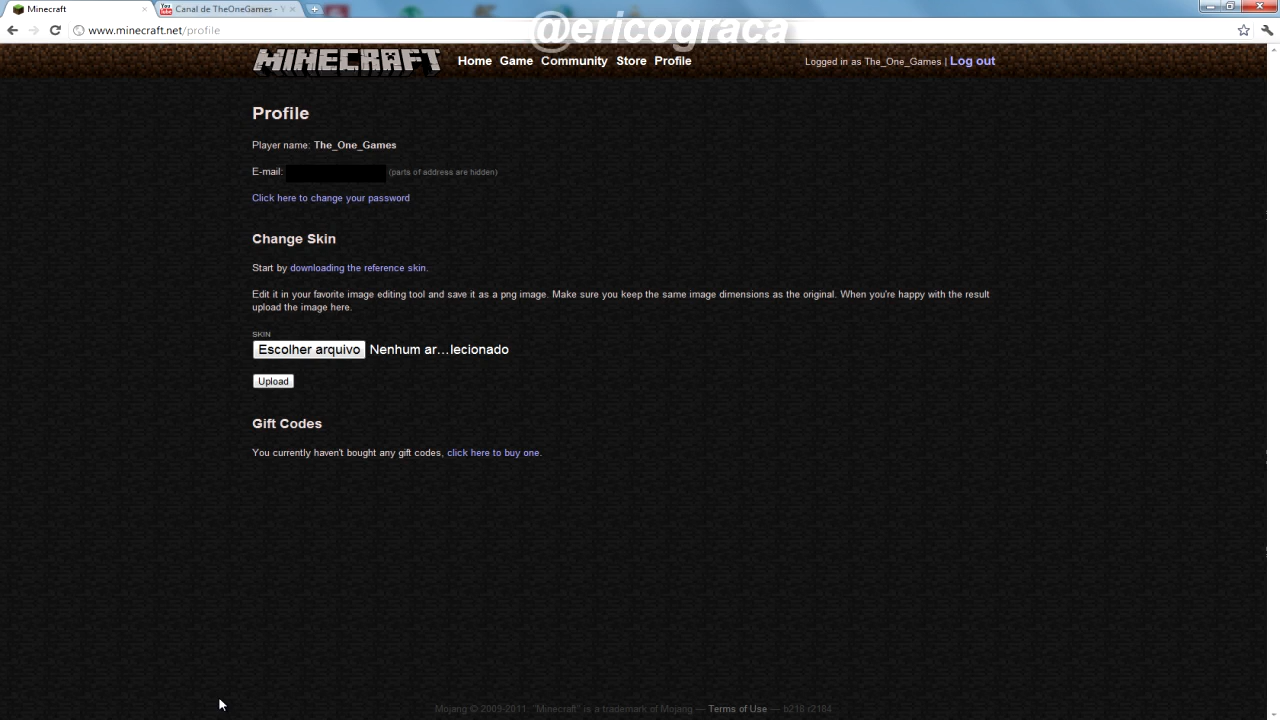 Minecraft
Canal de TheOneGames - Y
@ericograca
www.minecraft.net/profile
MINECRAFT Home Game Community Store Profile Logged in as The_One_Games | Log out
Profile
Player name: The_One_Games
E-mail: (parts of address are hidden)
Click here to change your password
Change Skin
Start by downloading the reference skin.
Edit it in your favorite image editing tool and save it as a png image. Make sure you keep the same image dimensions as the original. When you're happy with the result
upload the image here.
SKIN
Escolher arquivo Nenhum ar...lecionado
Upload
Gift Codes
You currently haven't bought any gift codes, click here to buy one.
Mojang © 2009-2011. "Minecraft" is a trademark of Mojang — Terms of Use — b218 r2184